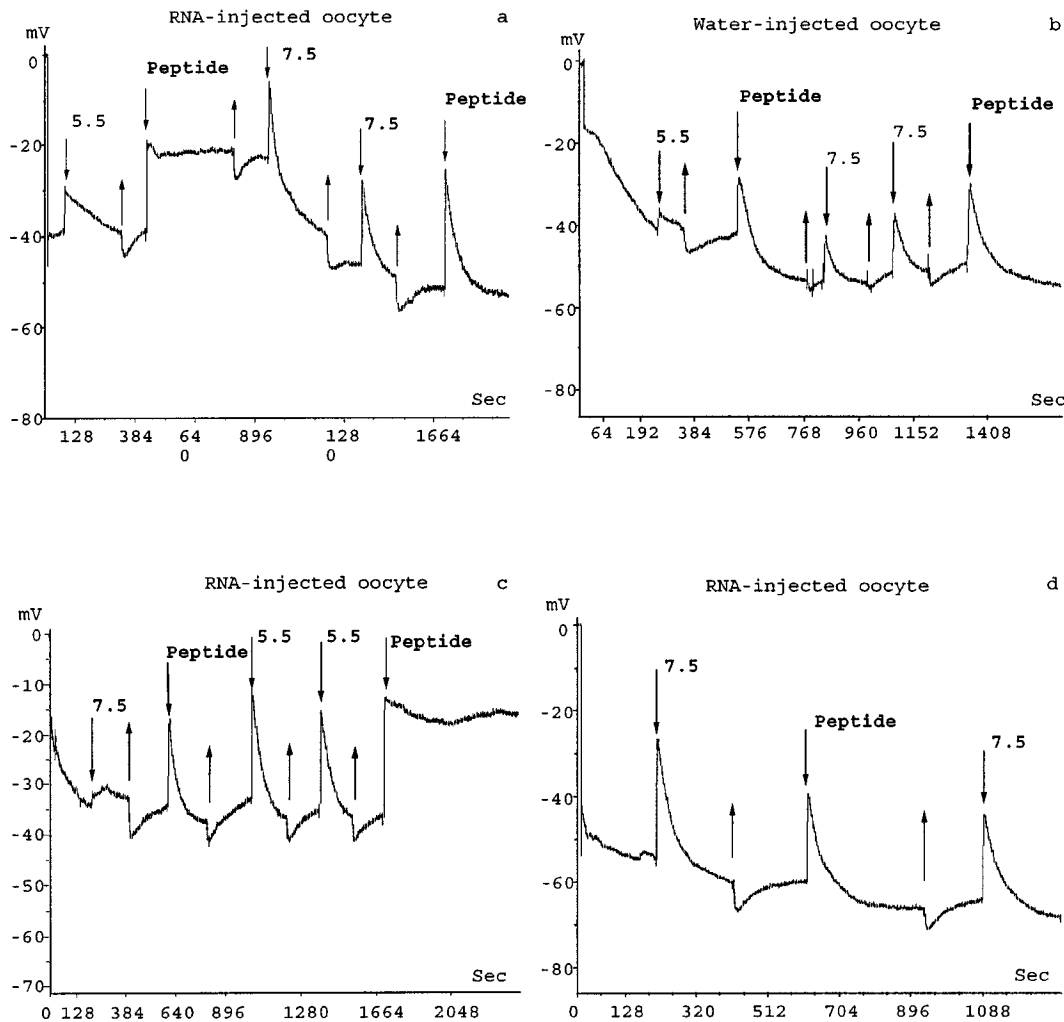 RNA-injected oocyte a
mV
7.5
0
Peptide
Peptide
5.5
7.5
-20
-40
-60
Sec
-80
128 384 64 896 128 1664
0 0
Water-injected oocyte b
mV
0
Peptide
Peptide
5.5
7.5
7.5
-20
-40
-60
-80
Sec
64 192 384 576 768 960 1152 1408
RNA-injected oocyte c
mV
0
5.5 5.5
Peptide
Peptide
-10
7.5
-20
-30
-40
-50
-60
-70
Sec
0 128 384 640 896 1280 1664 2048
RNA-injected oocyte d
mV
0
7.5
Peptide
7.5
-20
-40
-60
-80
Sec
0 128 320 512 704 896 1088